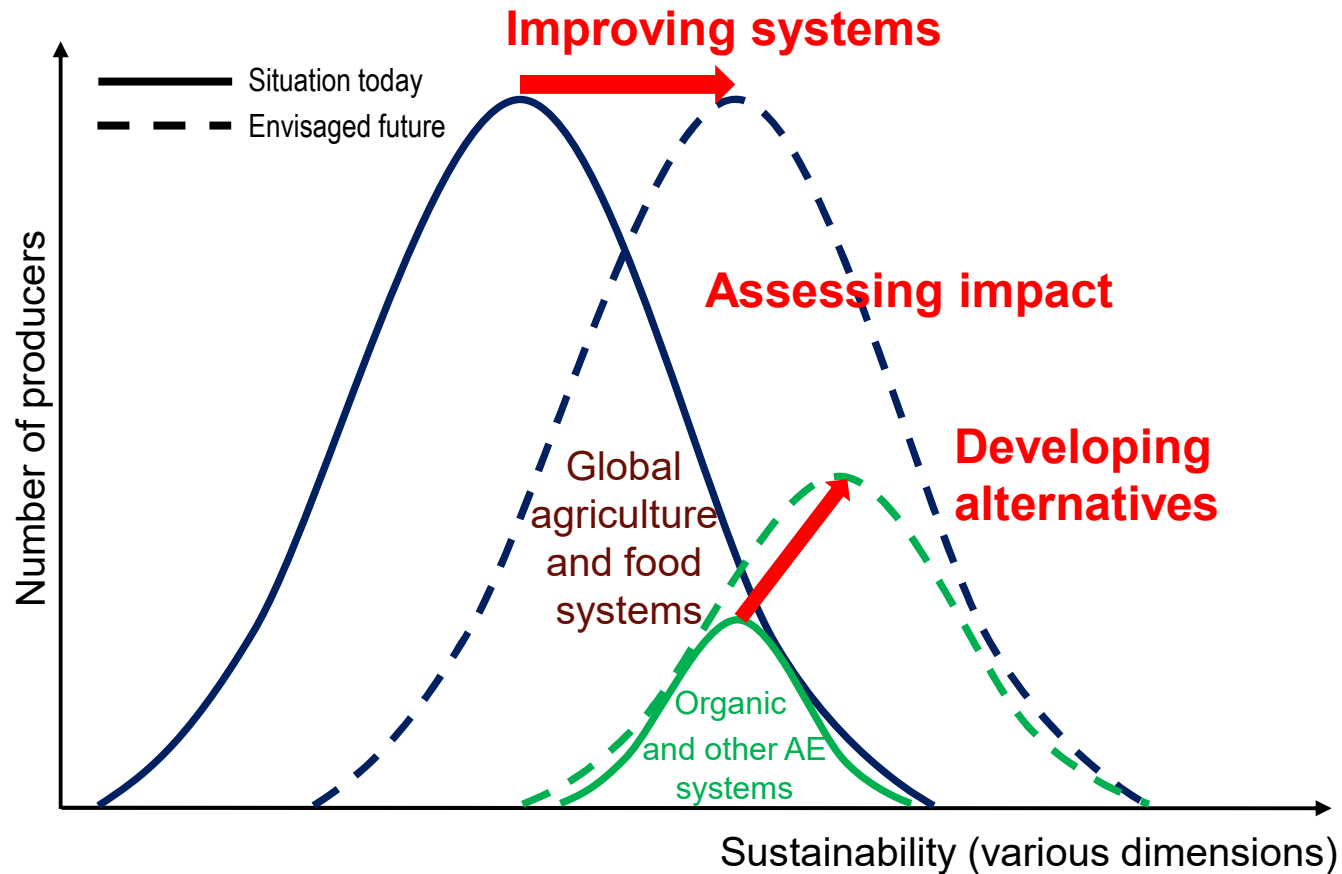 Improving systems
Situation today
Envisaged future
Number of producers
Assessing impact
Developing
alternatives
Global
agriculture
and food
systems
Organic
and other AE
systems
Sustainability (various dimensions)